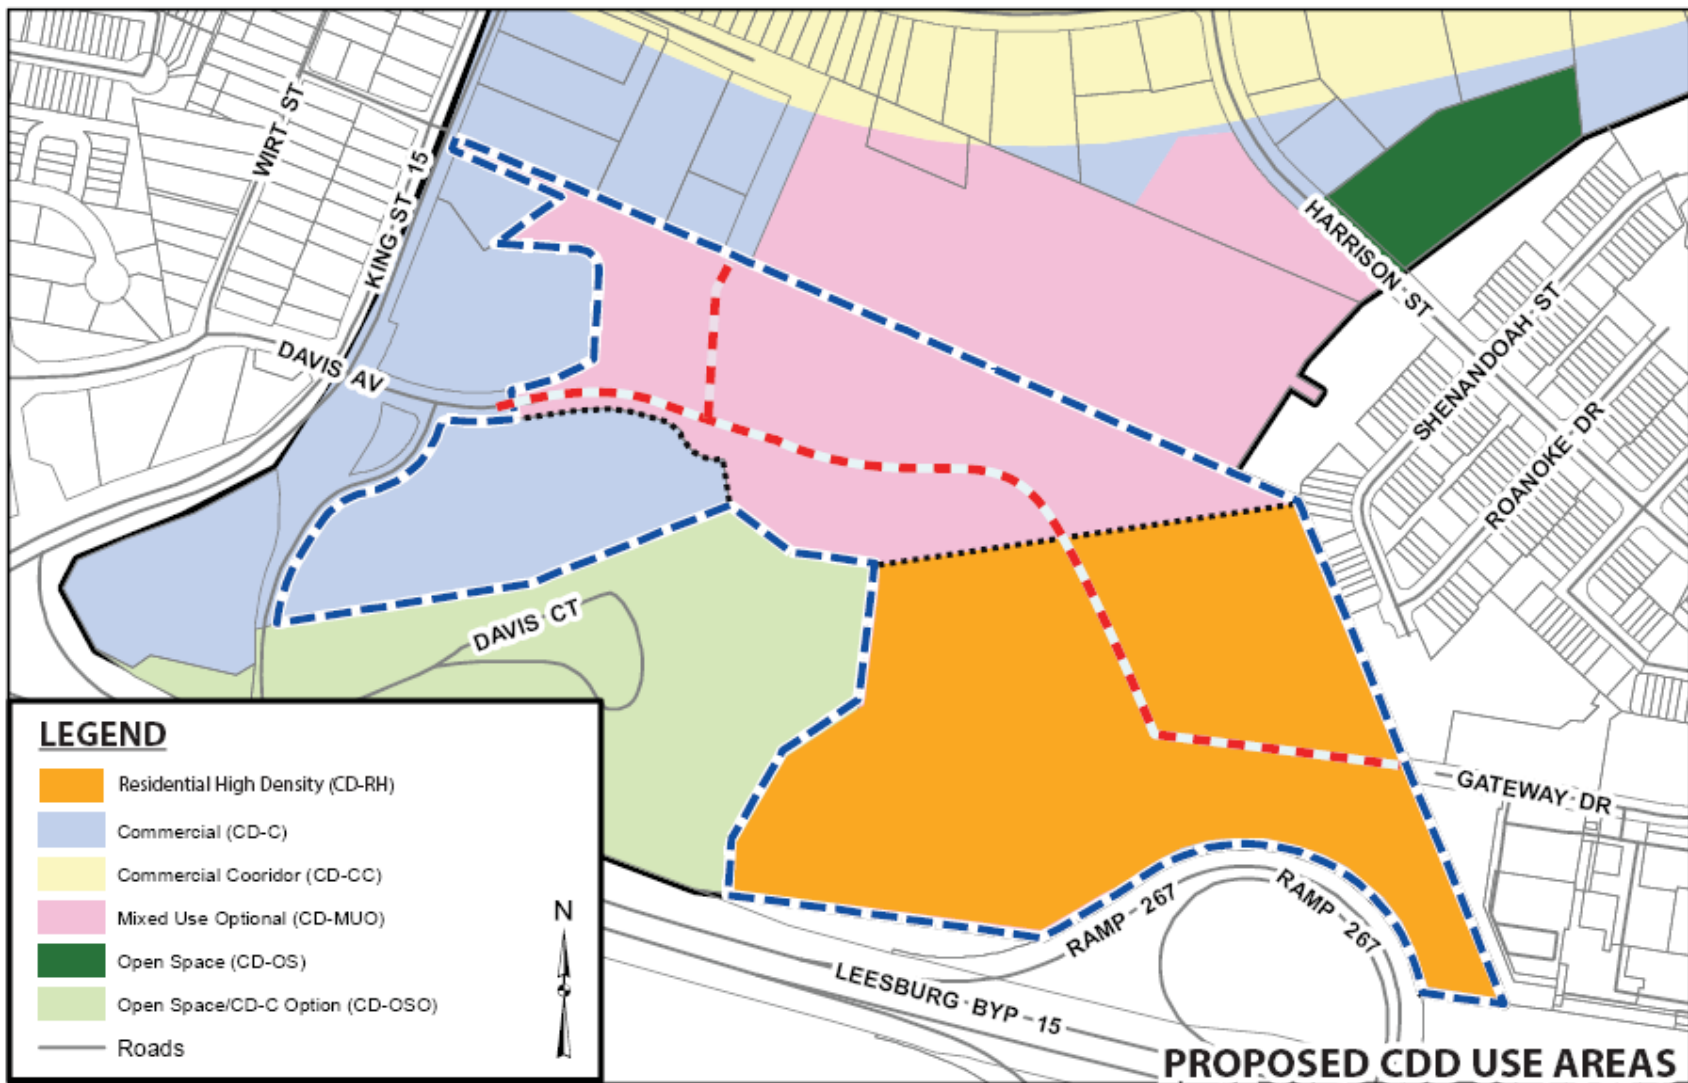 WIRT ST
KING ST 15
DAVIS AV
HARRISON ST
SHENANDOAH ST
ROANOKE DR
DAVIS CT
GATEWAY DR
RAMP 267
RAMP 267
LEESBURG BYP 15
LEGEND
Residential High Density (CD-RH)
Commercial (CD-C)
Commercial Cooridor (CD-CC)
Mixed Use Optional (CD-MUO)
Open Space (CD-OS)
Open Space/CD-C Option (CD-OSO)
Roads
N
PROPOSED CDD USE AREAS